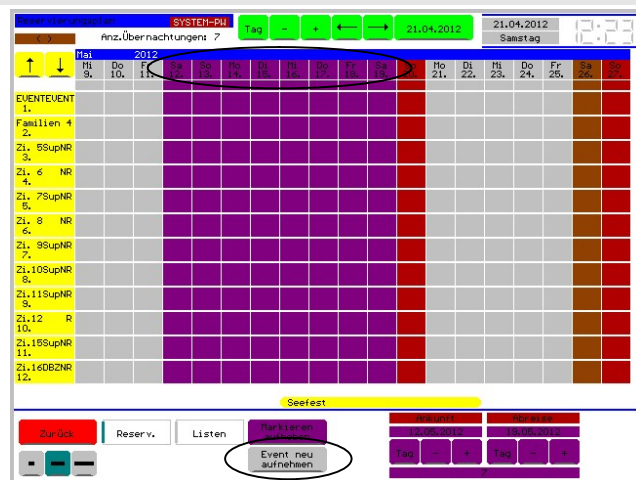 Reservierungsplan SYSTEM-PW
< > Anz.Übernachtungen: 7
Tag - + ← → 21.04.2012
21.04.2012
Samstag
↑ ↓
Mai 2012
Mi Do Fr Sa So Mo Di Mi Do Fr Sa So Mo Di Mi Do Fr Sa So
9. 10. 11. 12. 13. 14. 15. 16. 17. 18. 19. 20. 21. 22. 23. 24. 25. 26. 27.
EVENTEVENT
1.
Familien 4
2.
Zi. 5SupNR
3.
Zi. 6 NR
4.
Zi. 7SupNR
5.
Zi. 8 NR
6.
Zi. 9SupNR
7.
Zi.10SupNR
8.
Zi.11SupNR
9.
Zi.12 R
10.
Zi.15SupNR
11.
Zi.16DBZNR
12.
Seefest
Zurück
Reserv.
Listen
Markieren
aufheben
Event neu
aufnehmen
Ankunft Abreise
12.05.2012 19.05.2012
Tag - + Tag - +
7